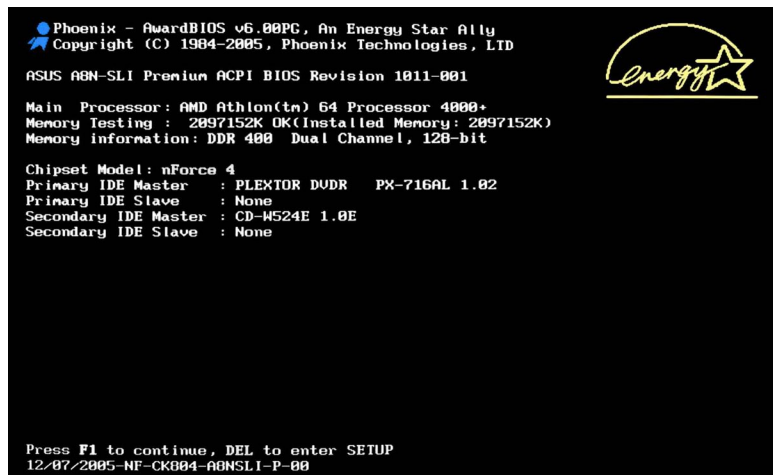 Phoenix - AwardBIOS v6.00PG, An Energy Star Ally
Copyright (C) 1984-2005, Phoenix Technologies, LTD
energy
ASUS A8N-SLI Premium ACPI BIOS Revision 1011-001
Main Processor: AMD Athlon(tm) 64 Processor 4000+
Memory Testing : 2097152K OK(Installed Memory: 2097152K)
Memory information: DDR 400 Dual Channel, 128-bit
Chipset Model: nForce 4
Primary IDE Master : PLEXTOR DVDR PX-716AL 1.02
Primary IDE Slave : None
Secondary IDE Master : CD-W524E 1.0E
Secondary IDE Slave : None
Press F1 to continue, DEL to enter SETUP
12/07/2005-NF-CK804-A8NSLI-P-00